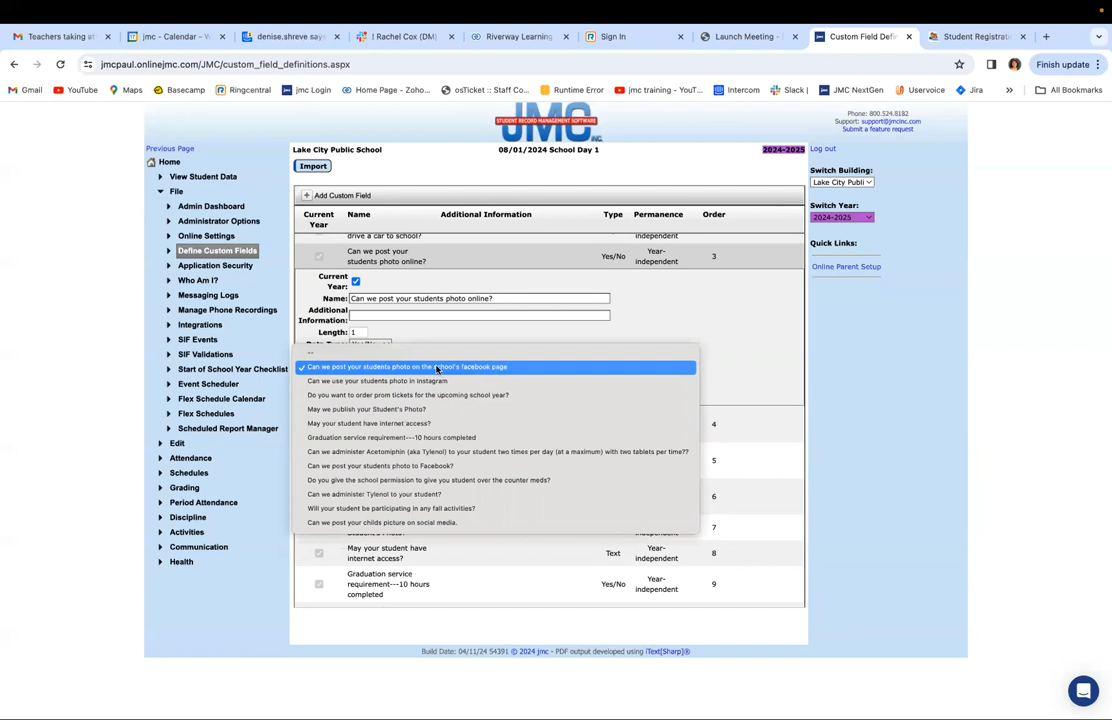 Teachers taking at
jmc - Calendar - W
denise.shreve says
! Rachel Cox (DM)
Riverway Learning
Sign In
Launch Meeting -
Custom Field Defin
Student Registratio
jmcpaul.onlinejmc.com/JMC/custom_field_definitions.aspx
Finish update
Gmail
YouTube
Maps
Basecamp
Ringcentral
jmc Login
Home Page - Zoho...
osTicket :: Staff Co...
Runtime Error
jmc training - YouT...
Intercom
Slack |
JMC NextGen
Uservoice
Jira
All Bookmarks
JMC INC.
STUDENT RECORD MANAGEMENT SOFTWARE
Phone: 800.524.8182
Support: support@jmcinc.com
Submit a feature request
Previous Page
Home
View Student Data
File
Admin Dashboard
Administrator Options
Online Settings
Define Custom Fields
Application Security
Who Am I?
Messaging Logs
Manage Phone Recordings
Integrations
SIF Events
SIF Validations
Start of School Year Checklist
Event Scheduler
Flex Schedule Calendar
Flex Schedules
Scheduled Report Manager
Edit
Attendance
Schedules
Grading
Period Attendance
Discipline
Activities
Communication
Health
Lake City Public School
08/01/2024 School Day 1
2024-2025
Import
+ Add Custom Field
Current Year
Name
Additional Information
Type
Permanence
Order
drive a car to school?
independent
Can we post your
students photo online?
Yes/No
Year-
independent
3
Current
Year:
Name: Can we post your students photo online?
Additional
Information:
Length: 1
--
Can we post your students photo on the school's facebook page
Can we use your students photo in Instagram
Do you want to order prom tickets for the upcoming school year?
May we publish your Student's Photo?
May your student have internet access?
Graduation service requirement---10 hours completed
Can we administer Acetomiphin (aka Tylenol) to your student two times per day (at a maximum) with two tablets per time??
Can we post your students photo to Facebook?
Do you give the school permission to give you student over the counter meds?
Can we administer Tylenol to your student?
Will your student be participating in any fall activities?
Can we post your childs picture on social media.
4
5
6
7
May your student have
internet access?
Text
Year-
independent
8
Graduation service
requirement---10 hours
completed
Yes/No
Year-
independent
9
Log out
Switch Building:
Lake City Publi
Switch Year:
2024-2025
Quick Links:
Online Parent Setup
Build Date: 04/11/24 54391 © 2024 jmc - PDF output developed using iText[Sharp]®